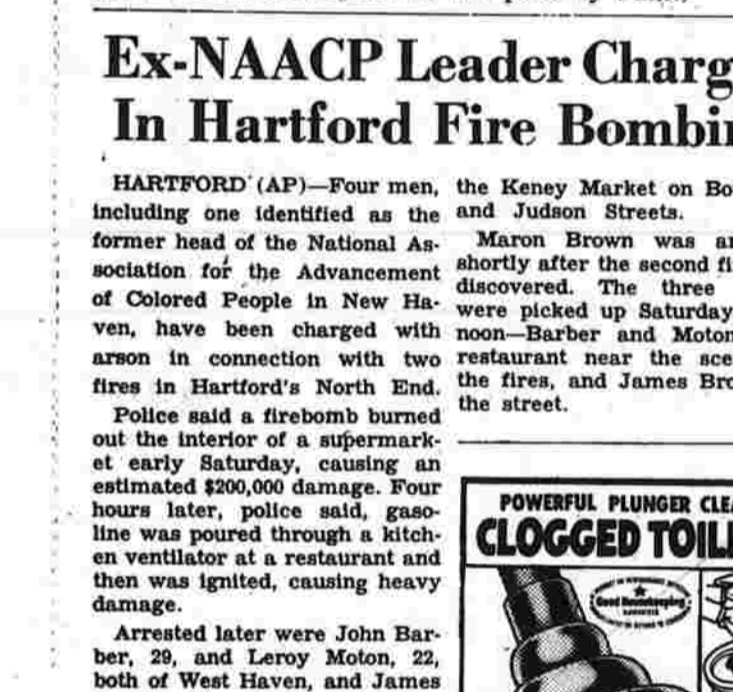 Ex-NAACP Leader Charg
In Hartford Fire Bombin
HARTFORD (AP)—Four men,
including one identified as the
former head of the National As-
sociation for the Advancement
of Colored People in New Ha-
ven, have been charged with
arson in connection with two
fires in Hartford's North End.
Police said a firebomb burned
out the interior of a supermark-
et early Saturday, causing an
estimated $200,000 damage. Four
hours later, police said, gaso-
line was poured through a kitch-
en ventilator at a restaurant and
then was ignited, causing heavy
damage.
Arrested later were John Bar-
ber, 29, and Leroy Moton, 22,
both of West Haven, and James
the Keney Market on Bo
and Judson Streets.
Maron Brown was ar
shortly after the second fi
discovered. The three
were picked up Saturday
noon—Barber and Moton
restaurant near the sce
the fires, and James Bro
the street.
POWERFUL PLUNGER CLEA
CLOGGED TOIL
Good Housekeeping